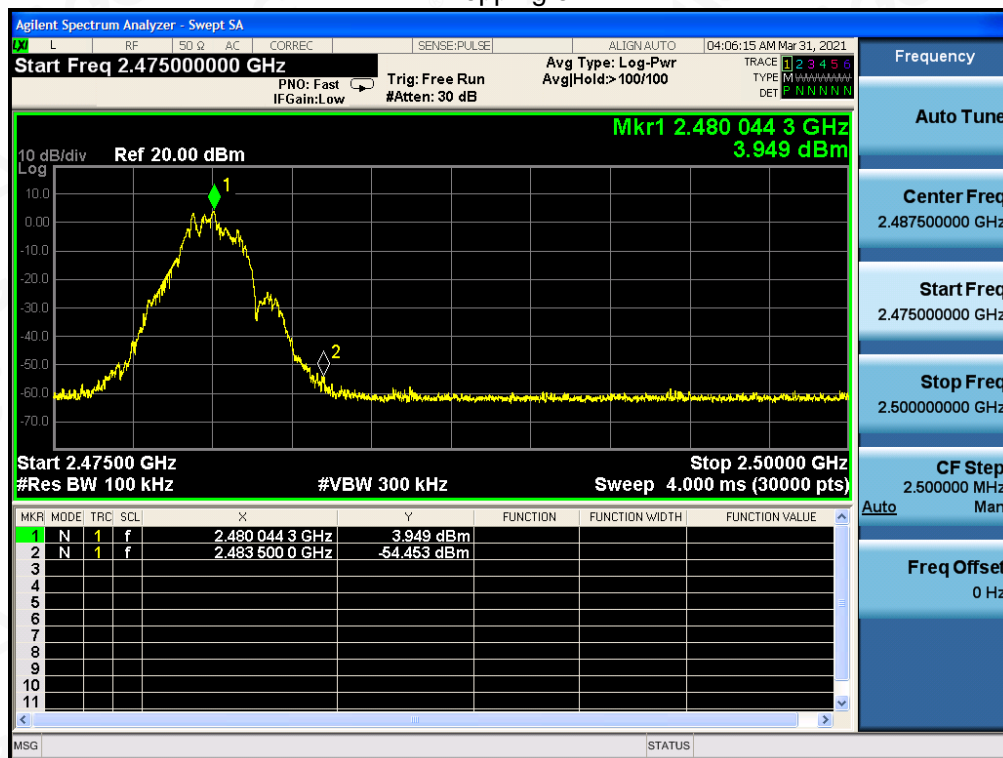 Agilent Spectrum Analyzer - Swept SA
LXI L RF 50 Ω AC CORREC SENSE:PULSE ALIGN AUTO 04:06:15 AM Mar 31, 2021
Start Freq 2.475000000 GHz
PNO: Fast
IFGain:Low
Trig: Free Run
#Atten: 30 dB
Avg Type: Log-Pwr
Avg|Hold:>100/100
TRACE 1 2 3 4 5 6
TYPE M
DET P N N N N N
Mkr1 2.480 044 3 GHz
3.949 dBm
10 dB/div Ref 20.00 dBm
Log
10.0
0.00
-10.0
-20.0
-30.0
-40.0
-50.0
-60.0
-70.0
1
2
Start 2.47500 GHz Stop 2.50000 GHz
#Res BW 100 kHz #VBW 300 kHz Sweep 4.000 ms (30000 pts)
MKR MODE TRC SCL X Y FUNCTION FUNCTION WIDTH FUNCTION VALUE
1 N 1 f 2.480 044 3 GHz 3.949 dBm
2 N 1 f 2.483 500 0 GHz -54.453 dBm
3
4
5
6
7
8
9
10
11
MSG STATUS
Frequency
Auto Tune
Center Freq
2.487500000 GHz
Start Freq
2.475000000 GHz
Stop Freq
2.500000000 GHz
CF Step
2.500000 MHz
Auto Man
Freq Offset
0 Hz